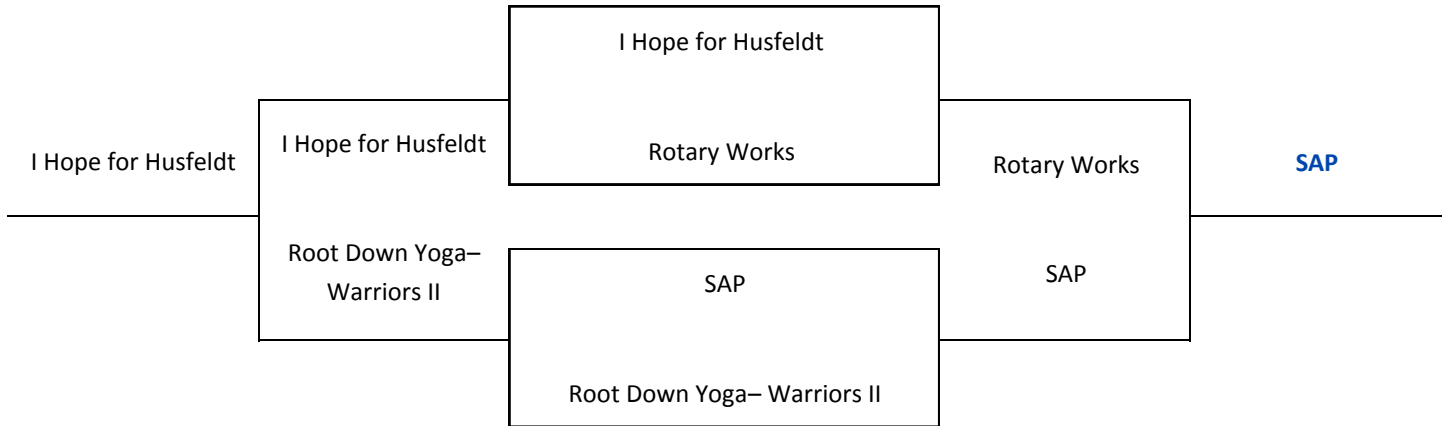 I Hope for Husfeldt
I Hope for Husfeldt
Root Down Yoga–
Warriors II
I Hope for Husfeldt
Rotary Works
SAP
Root Down Yoga– Warriors II
Rotary Works
SAP
SAP